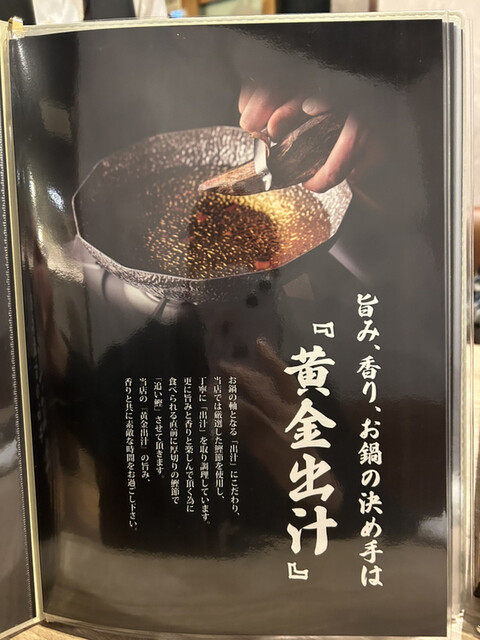 旨み、香り、お鍋の決め手は
『黄金出汁』
お鍋の軸となる「出汁」にこだわり、
当店では厳選した鰹節を使用し、
丁寧に「出汁」を取り調理しています。
更に旨みと香りと楽しんで頂く為に
食べられる直前に厚切りの鰹節で
「追い鰹」させて頂きます。
当店の「黄金出汁」の旨み、
香りと共に素敵な時間をお過ごし下さい。